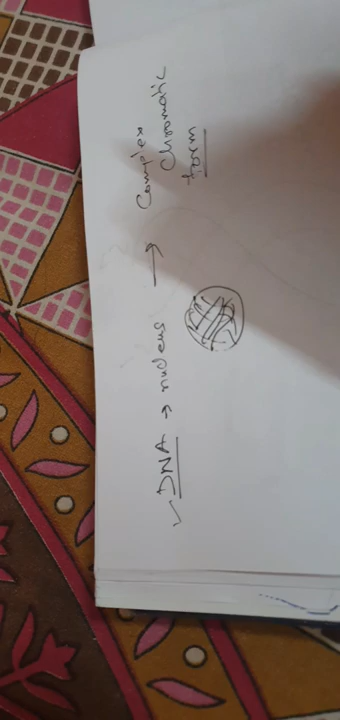 ✓ DNA → nucleus → Complex
Chromatic
form